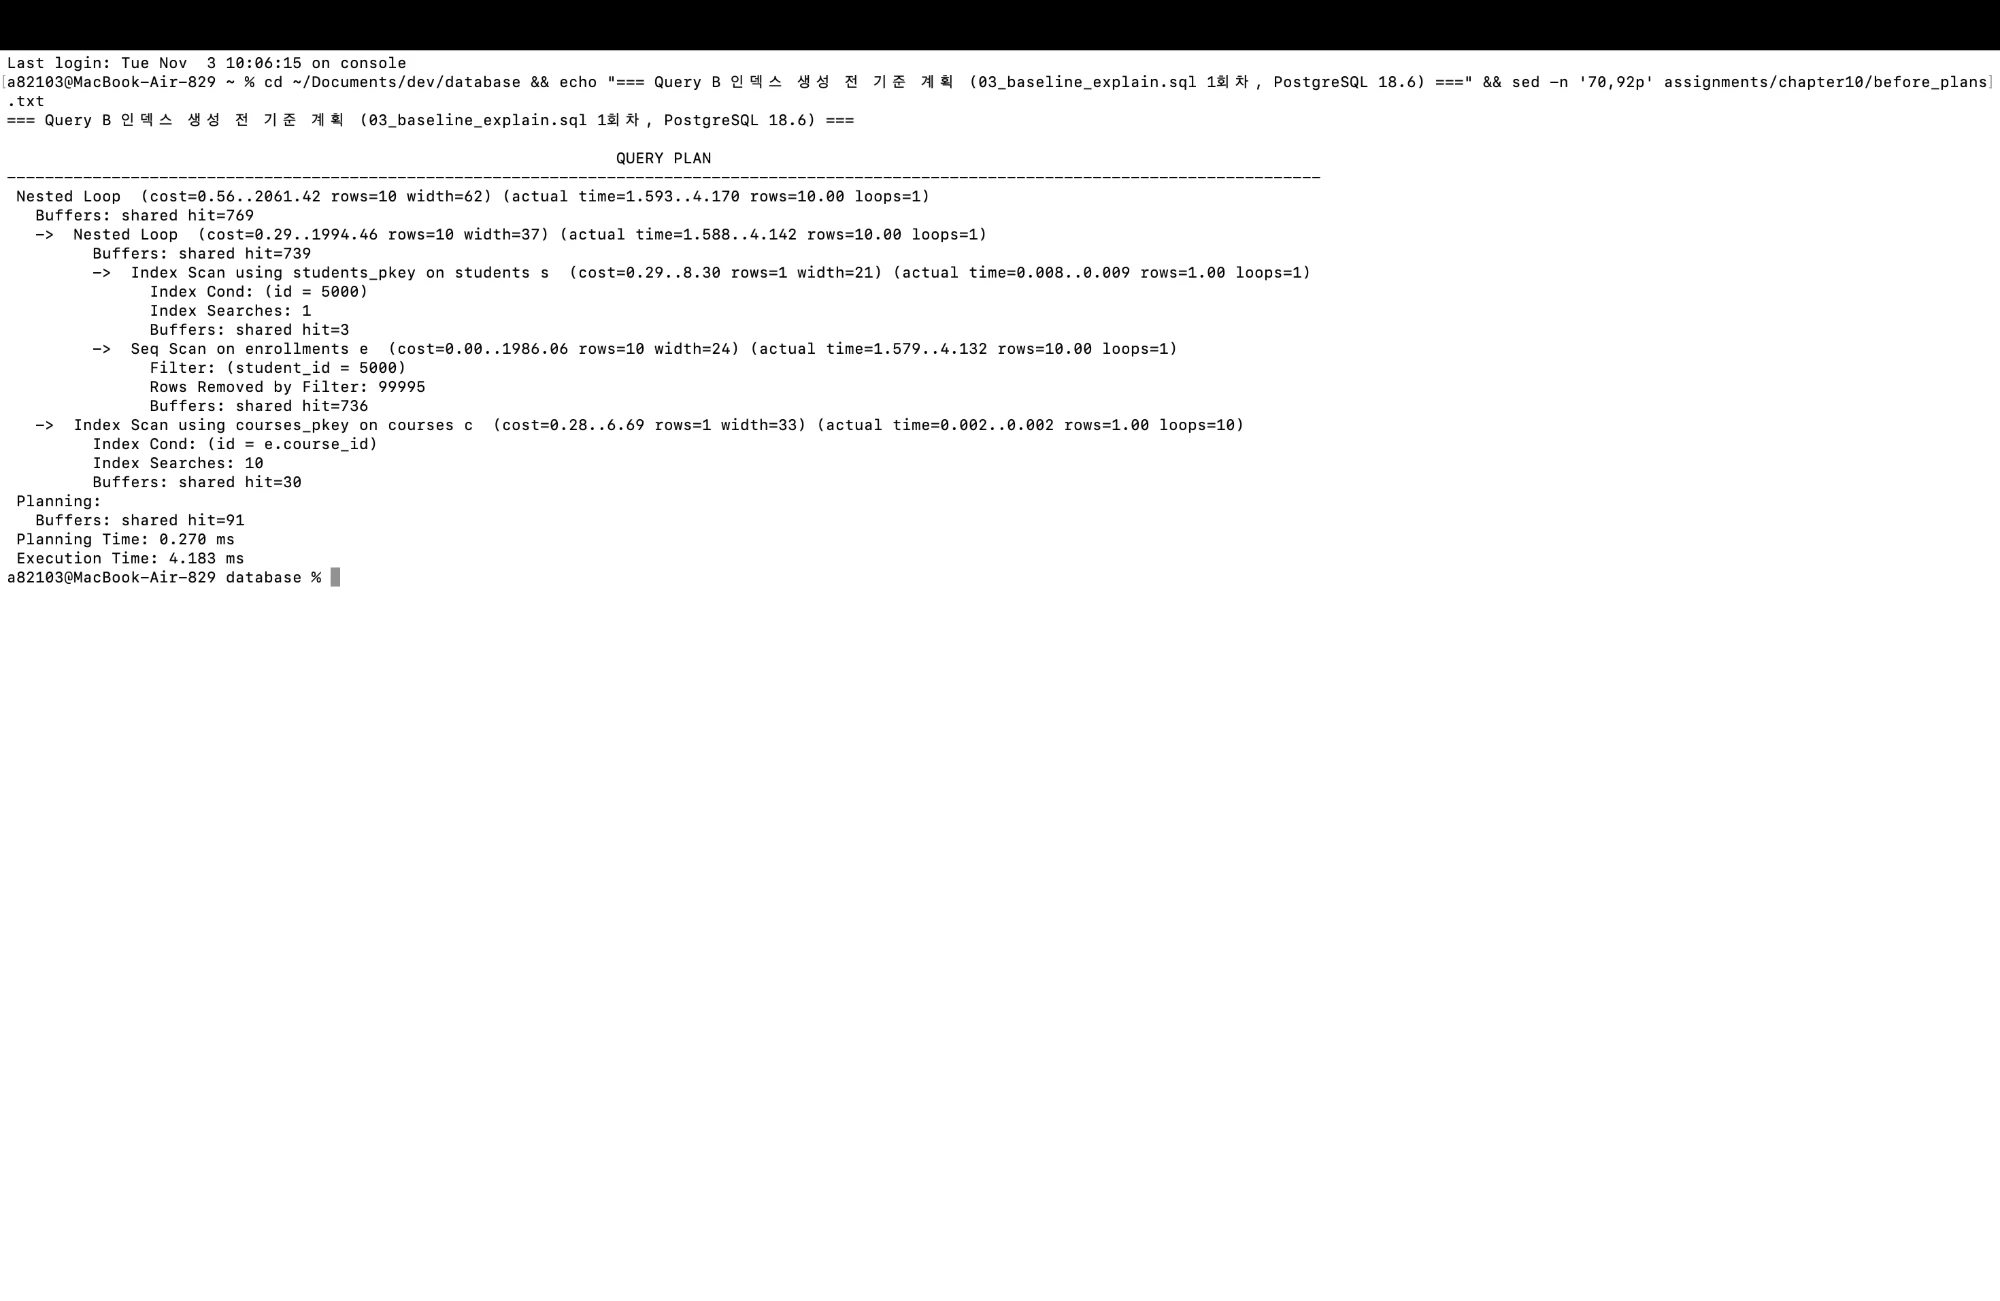 Last login: Tue Nov  3 10:06:15 on console
[a82103@MacBook-Air-829 ~ % cd ~/Documents/dev/database && echo "=== Query B 인덱스 생성 전 기준 계획 (03_baseline_explain.sql 1회차, PostgreSQL 18.6) ===" && sed -n '70,92p' assignments/chapter10/before_plans]
.txt
=== Query B 인덱스 생성 전 기준 계획 (03_baseline_explain.sql 1회차, PostgreSQL 18.6) ===
QUERY PLAN
-----------------------------------------------------------------------------------------------------------------------------------------
 Nested Loop  (cost=0.56..2061.42 rows=10 width=62) (actual time=1.593..4.170 rows=10.00 loops=1)
   Buffers: shared hit=769
   ->  Nested Loop  (cost=0.29..1994.46 rows=10 width=37) (actual time=1.588..4.142 rows=10.00 loops=1)
         Buffers: shared hit=739
         ->  Index Scan using students_pkey on students s  (cost=0.29..8.30 rows=1 width=21) (actual time=0.008..0.009 rows=1.00 loops=1)
               Index Cond: (id = 5000)
               Index Searches: 1
               Buffers: shared hit=3
         ->  Seq Scan on enrollments e  (cost=0.00..1986.06 rows=10 width=24) (actual time=1.579..4.132 rows=10.00 loops=1)
               Filter: (student_id = 5000)
               Rows Removed by Filter: 99995
               Buffers: shared hit=736
   ->  Index Scan using courses_pkey on courses c  (cost=0.28..6.69 rows=1 width=33) (actual time=0.002..0.002 rows=1.00 loops=10)
         Index Cond: (id = e.course_id)
         Index Searches: 10
         Buffers: shared hit=30
 Planning:
   Buffers: shared hit=91
 Planning Time: 0.270 ms
 Execution Time: 4.183 ms
a82103@MacBook-Air-829 database %